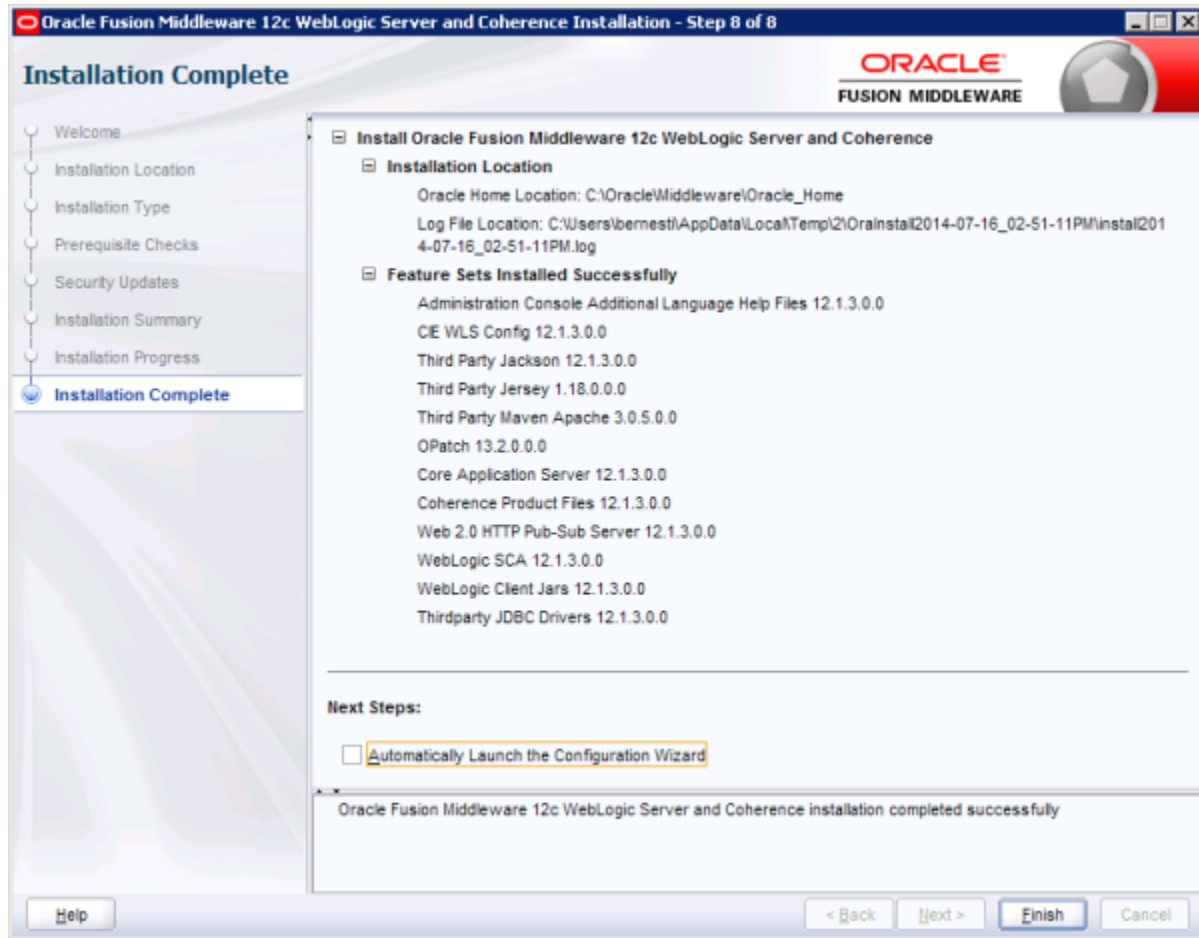 Oracle Fusion Middleware 12c WebLogic Server and Coherence Installation - Step 8 of 8
Installation Complete
ORACLE
FUSION MIDDLEWARE
Welcome
Installation Location
Installation Type
Prerequisite Checks
Security Updates
Installation Summary
Installation Progress
Installation Complete
Install Oracle Fusion Middleware 12c WebLogic Server and Coherence
Installation Location
Oracle Home Location: C:\Oracle\Middleware\Oracle_Home
Log File Location: C:\Users\bernestl\AppData\Local\Temp\2\OraInstall2014-07-16_02-51-11PM\install201
4-07-16_02-51-11PM.log
Feature Sets Installed Successfully
Administration Console Additional Language Help Files 12.1.3.0.0
CIE WLS Config 12.1.3.0.0
Third Party Jackson 12.1.3.0.0
Third Party Jersey 1.18.0.0.0
Third Party Maven Apache 3.0.5.0.0
OPatch 13.2.0.0.0
Core Application Server 12.1.3.0.0
Coherence Product Files 12.1.3.0.0
Web 2.0 HTTP Pub-Sub Server 12.1.3.0.0
WebLogic SCA 12.1.3.0.0
WebLogic Client Jars 12.1.3.0.0
Thirdparty JDBC Drivers 12.1.3.0.0
Next Steps:
Automatically Launch the Configuration Wizard
Oracle Fusion Middleware 12c WebLogic Server and Coherence installation completed successfully
Help
< Back
Next >
Finish
Cancel